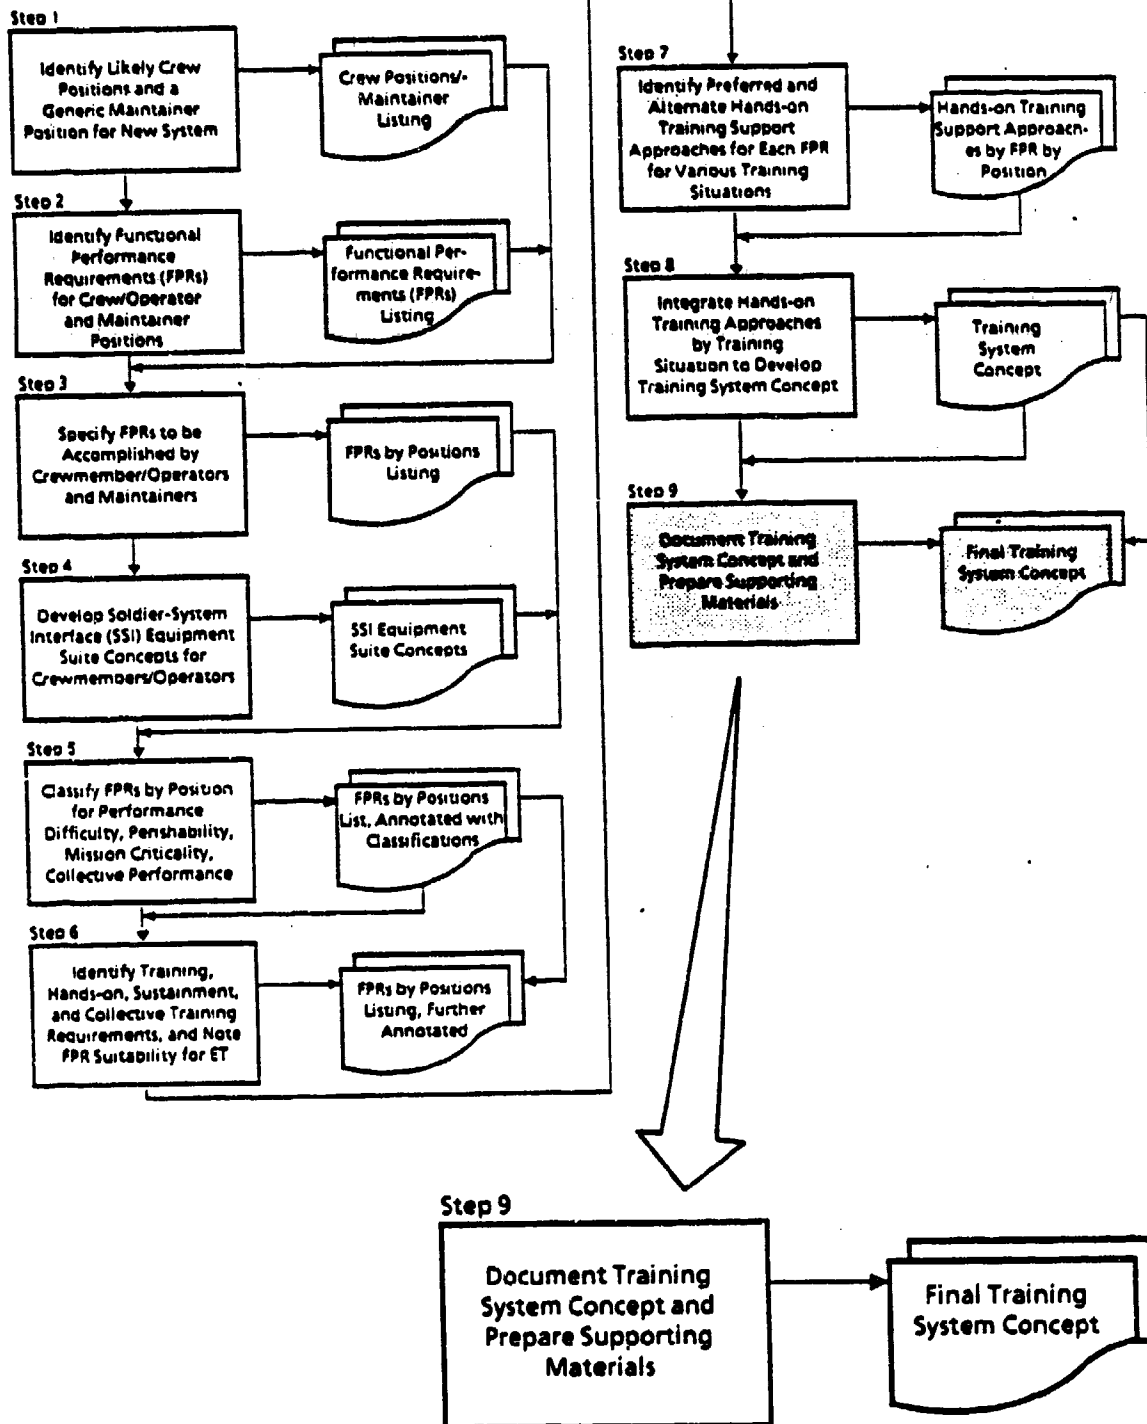 Step 1
Identify Likely Crew
Positions and a
Generic Maintainer
Position for New System
Crew Positions/-
Maintainer
Listing
Step 2
Identify Functional
Performance
Requirements (FPRs)
for Crew/Operator
and Maintainer
Positions
Functional Per-
formance Require-
ments (FPRs)
Listing
Step 3
Specify FPRs to be
Accomplished by
Crewmember/Operators
and Maintainers
FPRs by Positions
Listing
Step 4
Develop Soldier-System
Interface (SSI) Equipment
Suite Concepts for
Crewmembers/Operators
SSI Equipment
Suite Concepts
Step 5
Classify FPRs by Position
for Performance
Difficulty, Perishability,
Mission Criticality,
Collective Performance
FPRs by Positions
List, Annotated with
Classifications
Step 6
Identify Training,
Hands-on, Sustainment,
and Collective Training
Requirements, and Note
FPR Suitability for ET
FPRs by Positions
Listing, Further
Annotated
Step 7
Identify Preferred and
Alternate Hands-on
Training Support
Approaches for Each FPR
for Various Training
Situations
Hands-on Training
Support Approach-
es by FPR by
Position
Step 8
Integrate Hands-on
Training Approaches
by Training
Situation to Develop
Training System Concept
Training
System
Concept
Step 9
Document Training
System Concept and
Prepare Supporting
Materials
Final Training
System Concept
Step 9
Document Training
System Concept and
Prepare Supporting
Materials
Final Training
System Concept